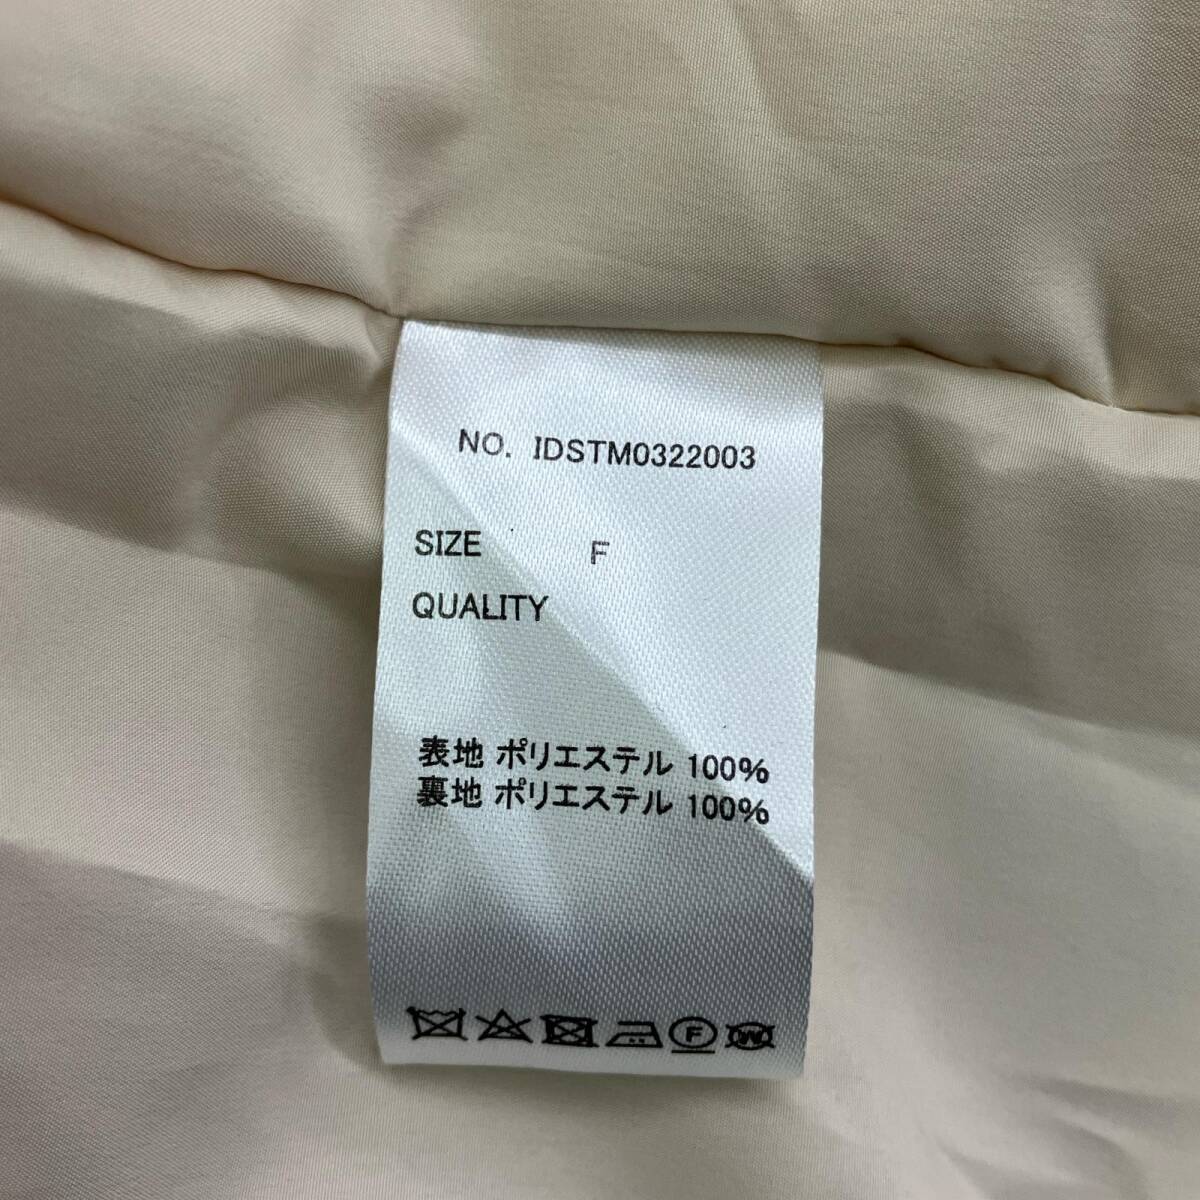 NO. IDSTM0322003
SIZE F
QUALITY
表地 ポリエステル 100%
裏地 ポリエステル 100%
F W